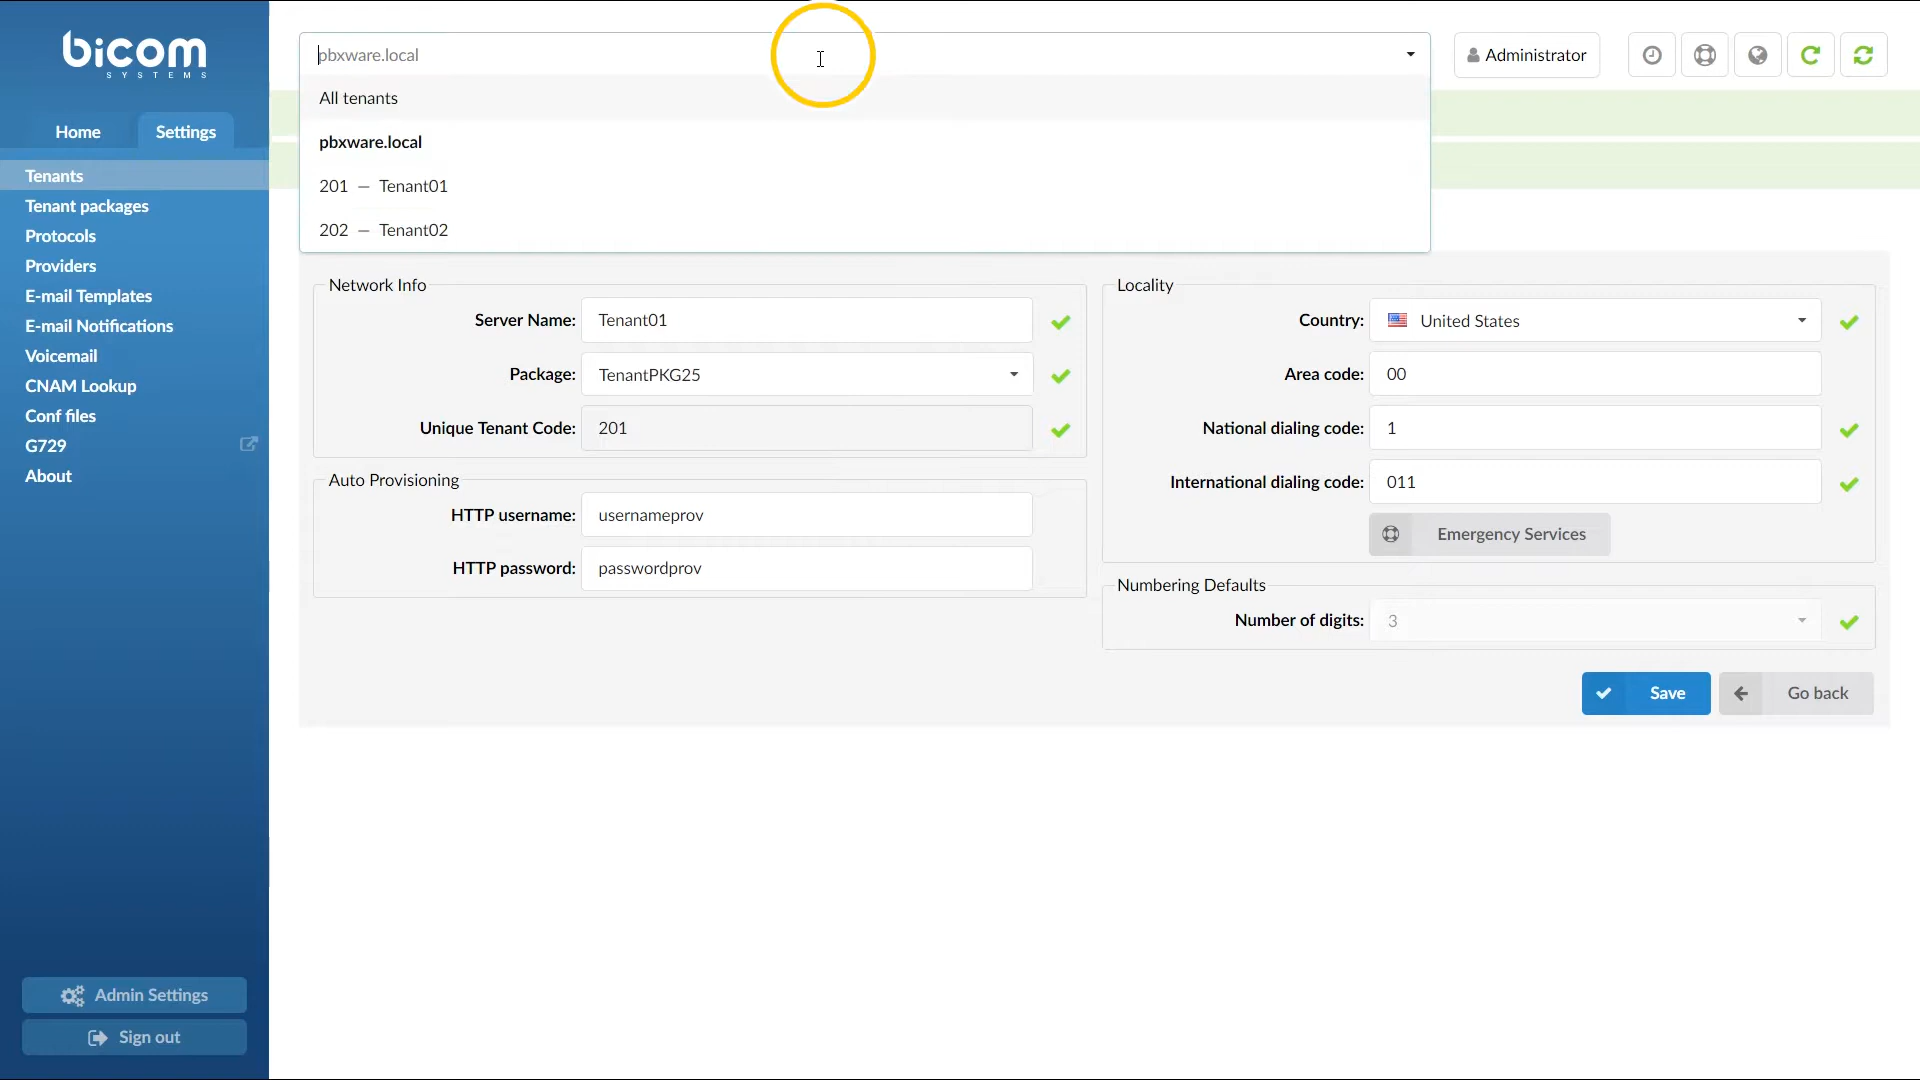 bicom
SYSTEMS
Home
Settings
Tenants
Tenant packages
Protocols
Providers
E-mail Templates
E-mail Notifications
Voicemail
CNAM Lookup
Conf files
G729
About
Admin Settings
Sign out
pbxware.local
Administrator
All tenants
pbxware.local
201 — Tenant01
202 — Tenant02
Network Info
Server Name: Tenant01
Package: TenantPKG25
Unique Tenant Code: 201
Auto Provisioning
HTTP username: usernameprov
HTTP password: passwordprov
Locality
Country: United States
Area code: 00
National dialing code: 1
International dialing code: 011
Emergency Services
Numbering Defaults
Number of digits: 3
Save
Go back